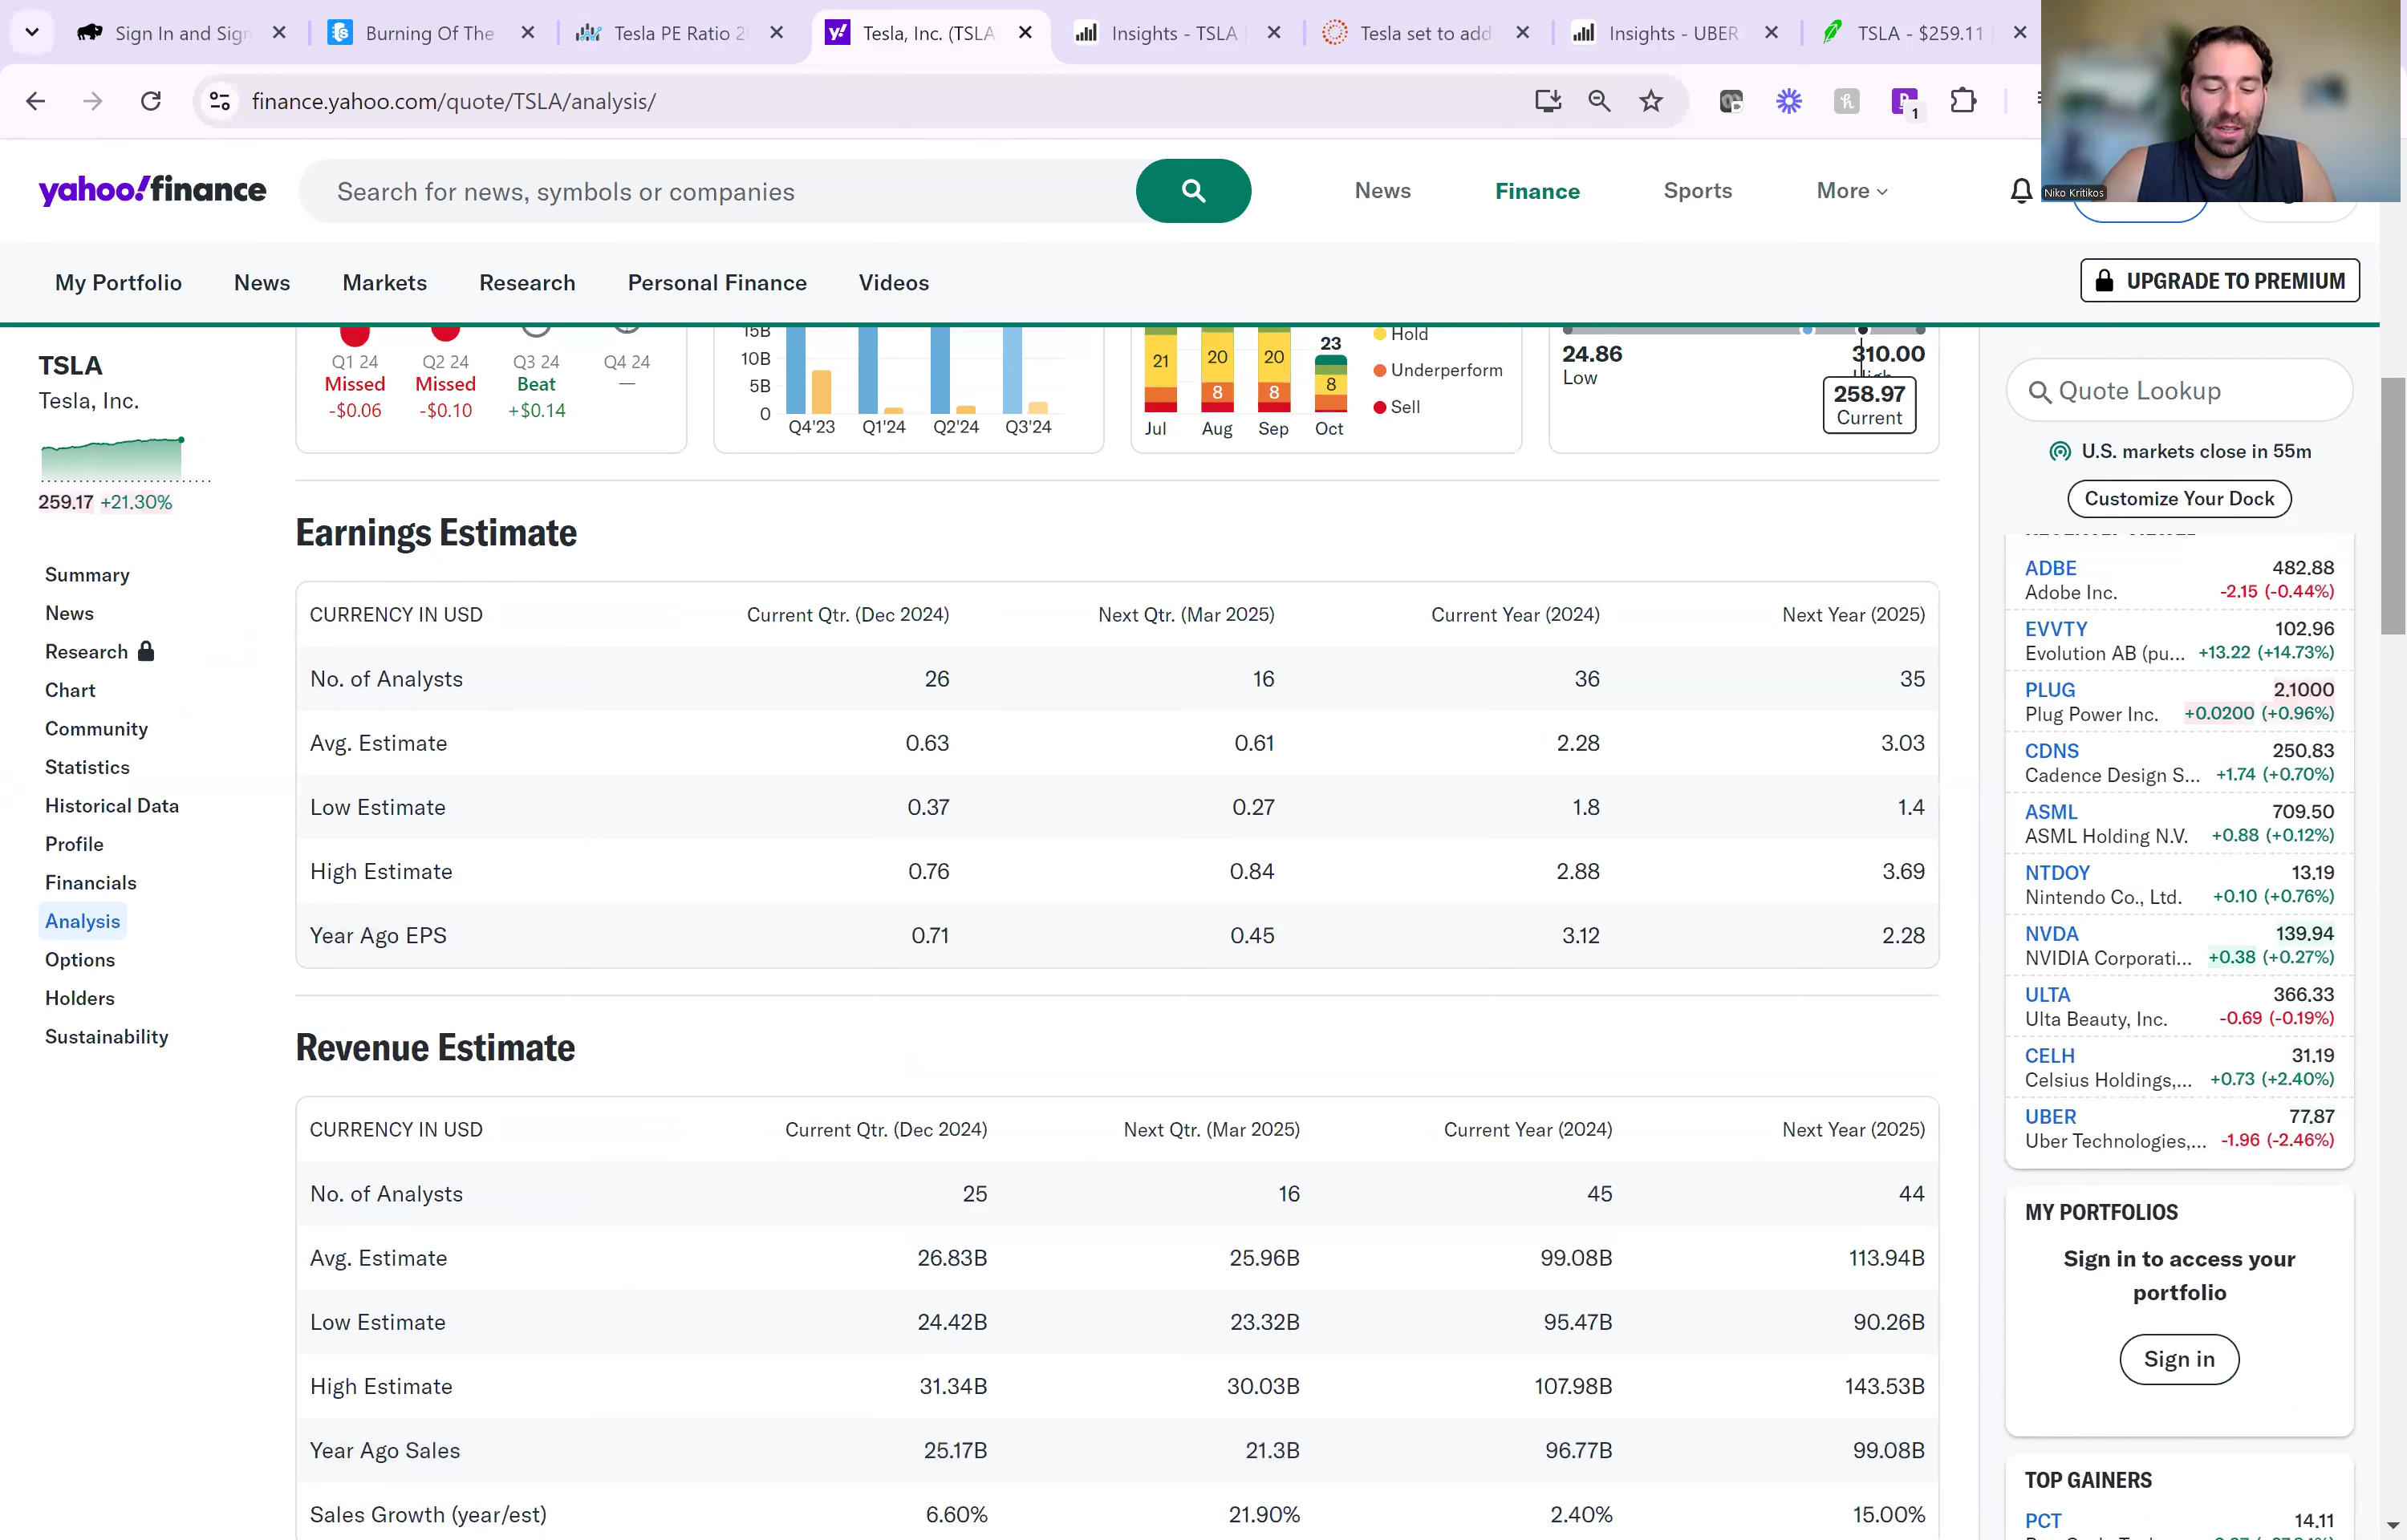 Sign In and Sign
Burning Of The
Tesla PE Ratio 2
Tesla, Inc. (TSLA
Insights - TSLA
Tesla set to add
Insights - UBER
TSLA - $259.11
finance.yahoo.com/quote/TSLA/analysis/
1
Niko Kritikos
yahoo!finance
Search for news, symbols or companies
News
Finance
Sports
More
My Portfolio
News
Markets
Research
Personal Finance
Videos
UPGRADE TO PREMIUM
TSLA
Tesla, Inc.
259.17 +21.30%
Summary
News
Research
Chart
Community
Statistics
Historical Data
Profile
Financials
Analysis
Options
Holders
Sustainability
Q1 24 Q2 24 Q3 24 Q4 24
Missed Missed Beat —
-$0.06 -$0.10 +$0.14
15B
10B
5B
0
Q4'23 Q1'24 Q2'24 Q3'24
23
21 20 20 8
8 8
Jul Aug Sep Oct
Hold
Underperform
Sell
24.86 310.00
Low High
258.97
Current
Earnings Estimate
CURRENCY IN USD Current Qtr. (Dec 2024) Next Qtr. (Mar 2025) Current Year (2024) Next Year (2025)
No. of Analysts 26 16 36 35
Avg. Estimate 0.63 0.61 2.28 3.03
Low Estimate 0.37 0.27 1.8 1.4
High Estimate 0.76 0.84 2.88 3.69
Year Ago EPS 0.71 0.45 3.12 2.28
Revenue Estimate
CURRENCY IN USD Current Qtr. (Dec 2024) Next Qtr. (Mar 2025) Current Year (2024) Next Year (2025)
No. of Analysts 25 16 45 44
Avg. Estimate 26.83B 25.96B 99.08B 113.94B
Low Estimate 24.42B 23.32B 95.47B 90.26B
High Estimate 31.34B 30.03B 107.98B 143.53B
Year Ago Sales 25.17B 21.3B 96.77B 99.08B
Sales Growth (year/est) 6.60% 21.90% 2.40% 15.00%
Quote Lookup
U.S. markets close in 55m
Customize Your Dock
ADBE 482.88
Adobe Inc. -2.15 (-0.44%)
EVVTY 102.96
Evolution AB (pu... +13.22 (+14.73%)
PLUG 2.1000
Plug Power Inc. +0.0200 (+0.96%)
CDNS 250.83
Cadence Design S... +1.74 (+0.70%)
ASML 709.50
ASML Holding N.V. +0.88 (+0.12%)
NTDOY 13.19
Nintendo Co., Ltd. +0.10 (+0.76%)
NVDA 139.94
NVIDIA Corporati... +0.38 (+0.27%)
ULTA 366.33
Ulta Beauty, Inc. -0.69 (-0.19%)
CELH 31.19
Celsius Holdings,... +0.73 (+2.40%)
UBER 77.87
Uber Technologies,... -1.96 (-2.46%)
MY PORTFOLIOS
Sign in to access your
portfolio
Sign in
TOP GAINERS
PCT 14.11